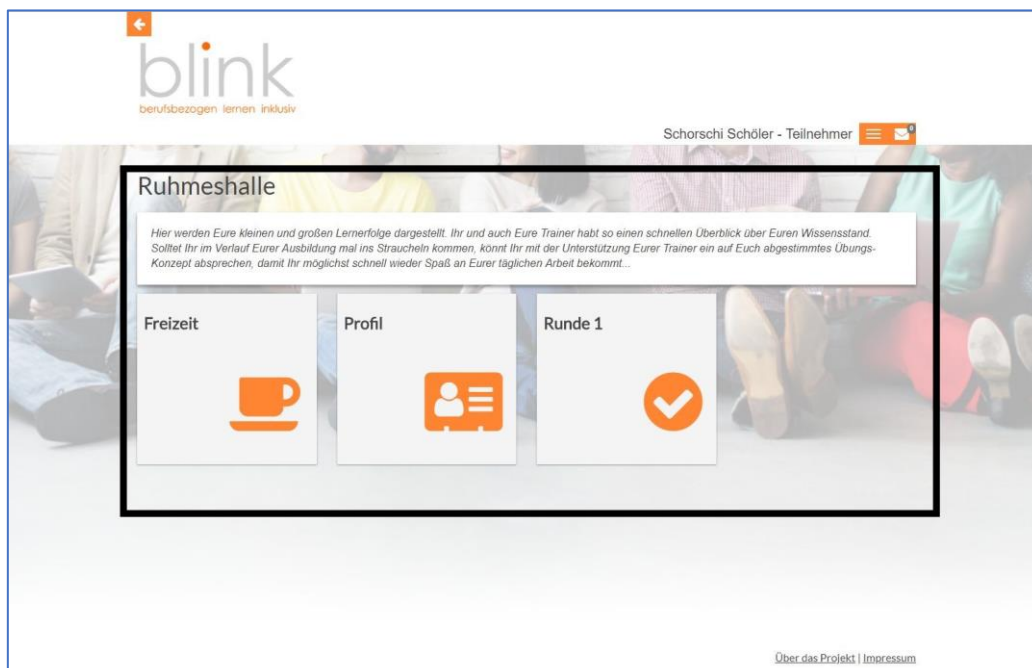 blink
berufsbezogen lernen inklusiv
Schorschi Schöler - Teilnehmer
0
Ruhmeshalle
Hier werden Eure kleinen und großen Lernerfolge dargestellt. Ihr und auch Eure Trainer habt so einen schnellen Überblick über Euren Wissensstand.
Solltet Ihr im Verlauf Eurer Ausbildung mal ins Straucheln kommen, könnt Ihr mit der Unterstützung Eurer Trainer ein auf Euch abgestimmtes Übungs-
Konzept absprechen, damit Ihr möglichst schnell wieder Spaß an Eurer täglichen Arbeit bekommt...
Freizeit
Profil
Runde 1
Über das Projekt | Impressum